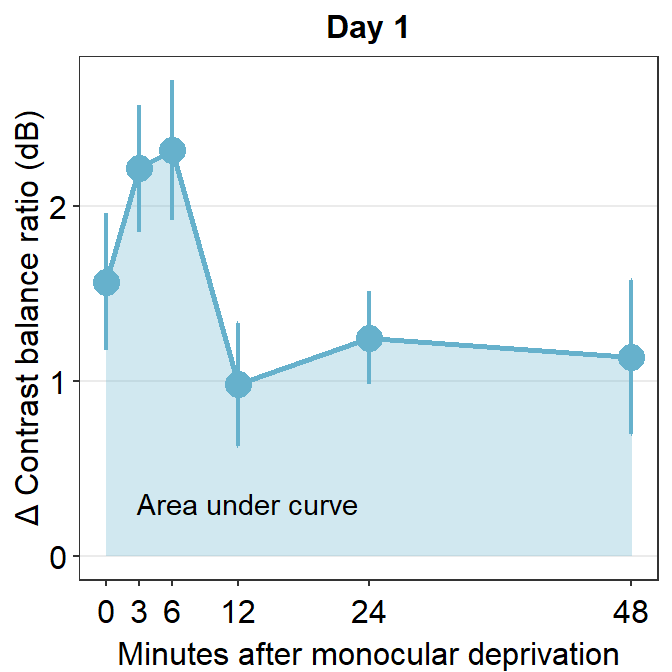 Day 1
Δ Contrast balance ratio (dB)
2
1
0
Area under curve
0 3 6 12 24 48
Minutes after monocular deprivation